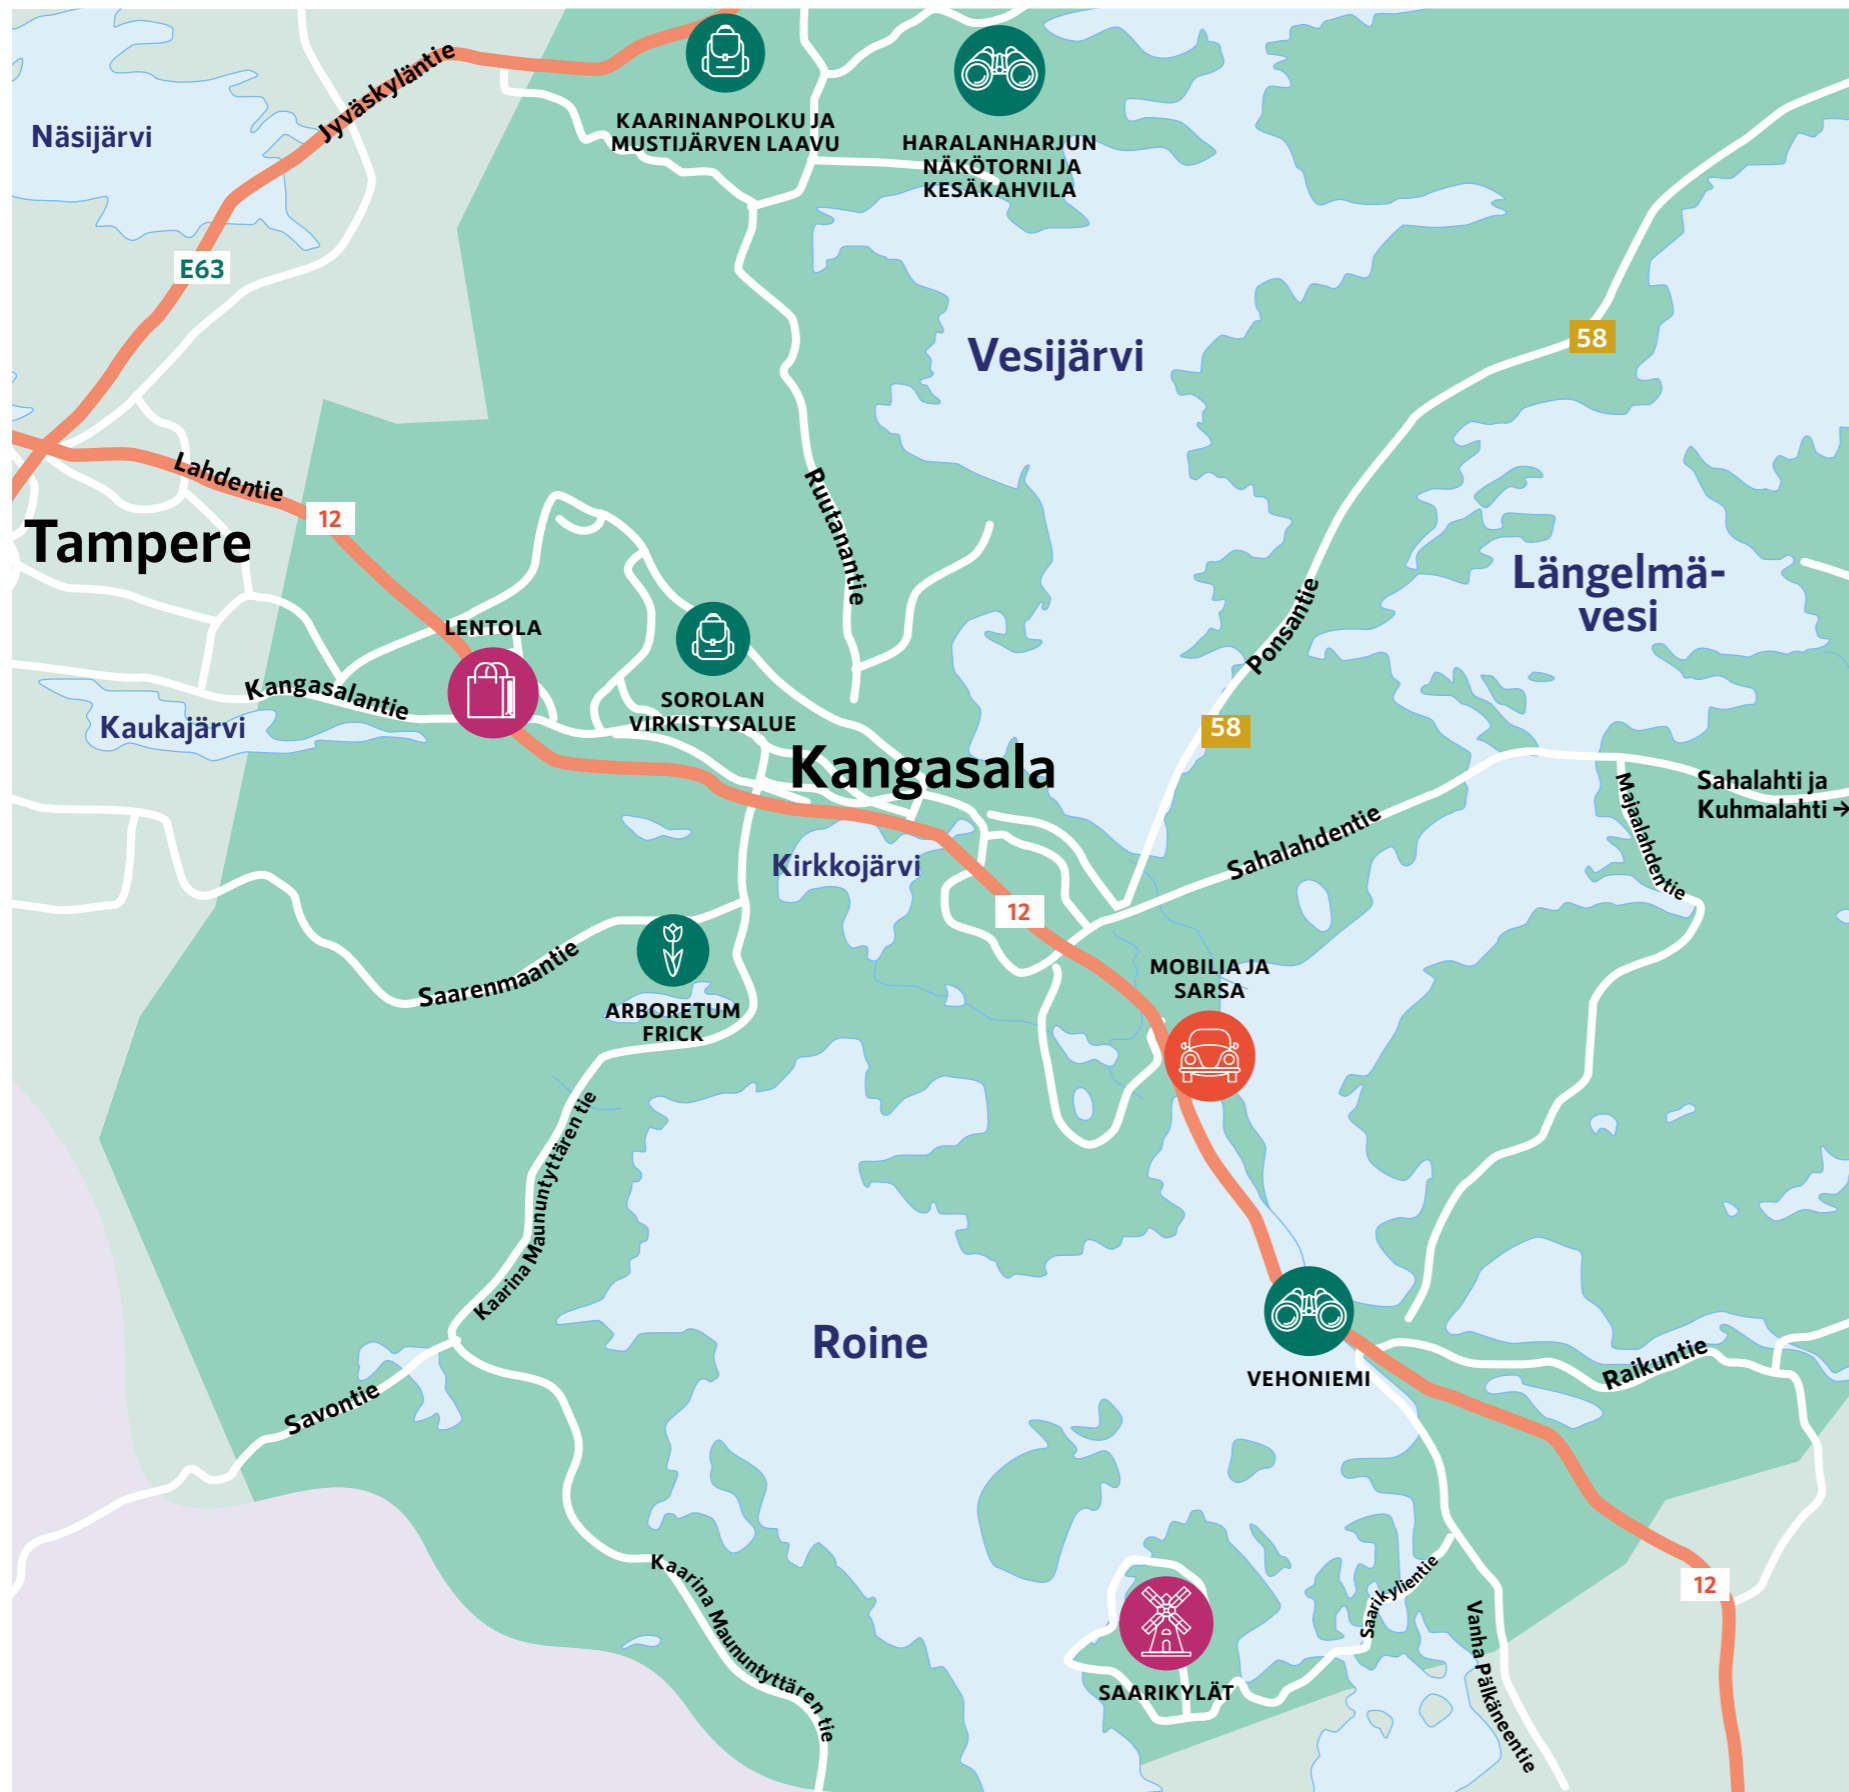 Jyväskyläntie
KAARINANPOLKU JA
MUSTIJÄRVEN LAAVU
HARALANHARJUN
NÄKÖTORNI JA
KESÄKAHVILA
Näsijärvi
E63
Vesijärvi
58
Lahdentie
12
Tampere
Ruutanantie
Längelmä-
vesi
Ponsantie
LENTOLA
SOROLAN
VIRKISTYSALUE
Kangasalantie
Kaukajärvi
58
Kangasala
Sahalahti ja
Kuhmalahti →
Majaalahdentie
Sahalahdentie
Kirkkojärvi
12
Saarenmaantie
ARBORETUM
FRICK
MOBILIA JA
SARSA
Kaarina Maununtyttären tie
Roine
VEHONIEMI
Raikuntie
Savontie
Kaarina Maununtyttären tie
Saarikylientie
12
Vanha Pälkäneentie
SAARIKYLÄT